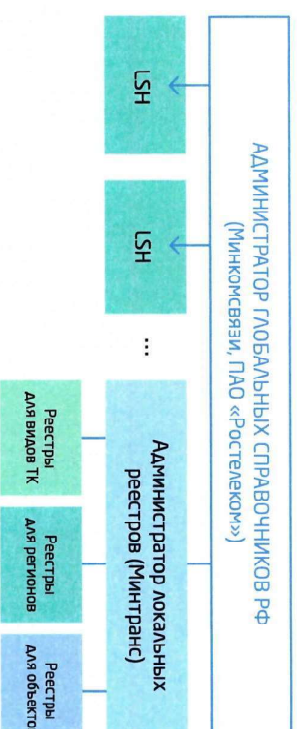 АДМИНИСТРАТОР ГЛОБАЛЬНЫХ СПРАВОЧНИКОВ РФ
(Минкомсвязи, ПАО «Ростелеком»)
LSH
LSH
...
Администратор локальных
реестров (Минтранс)
Реестры
для видов ТК
Реестры
для регионов
Реестры